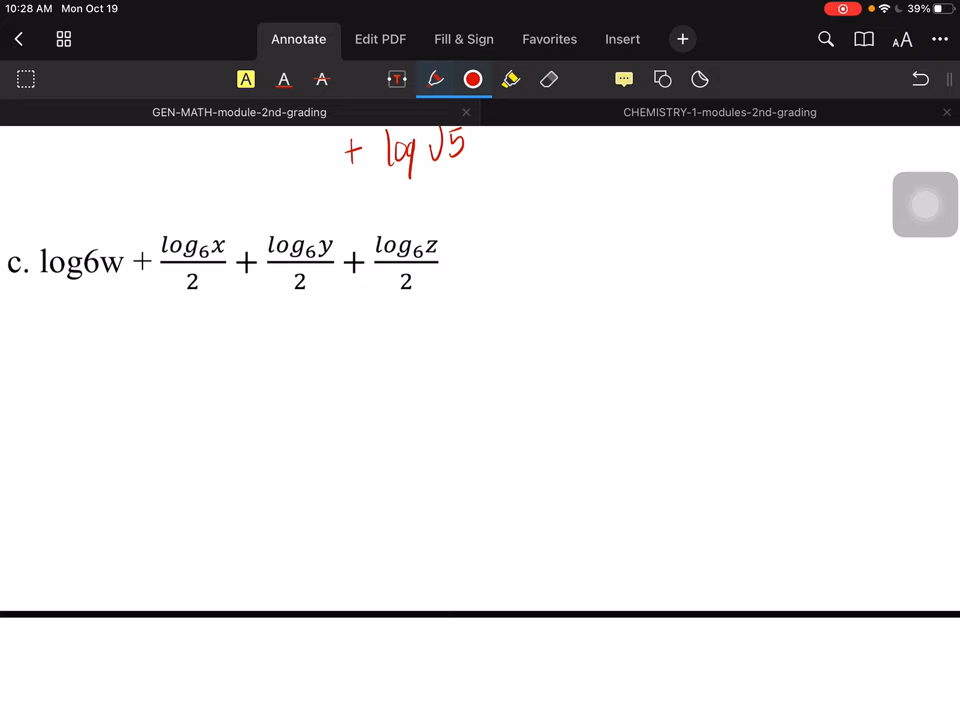 10:28 AM Mon Oct 19 39%
Annotate Edit PDF Fill & Sign Favorites Insert + AA
A A A T
GEN-MATH-module-2nd-grading × CHEMISTRY-1-modules-2nd-grading ×
+ log √5
c. log6w + log₆x/2 + log₆y/2 + log₆z/2